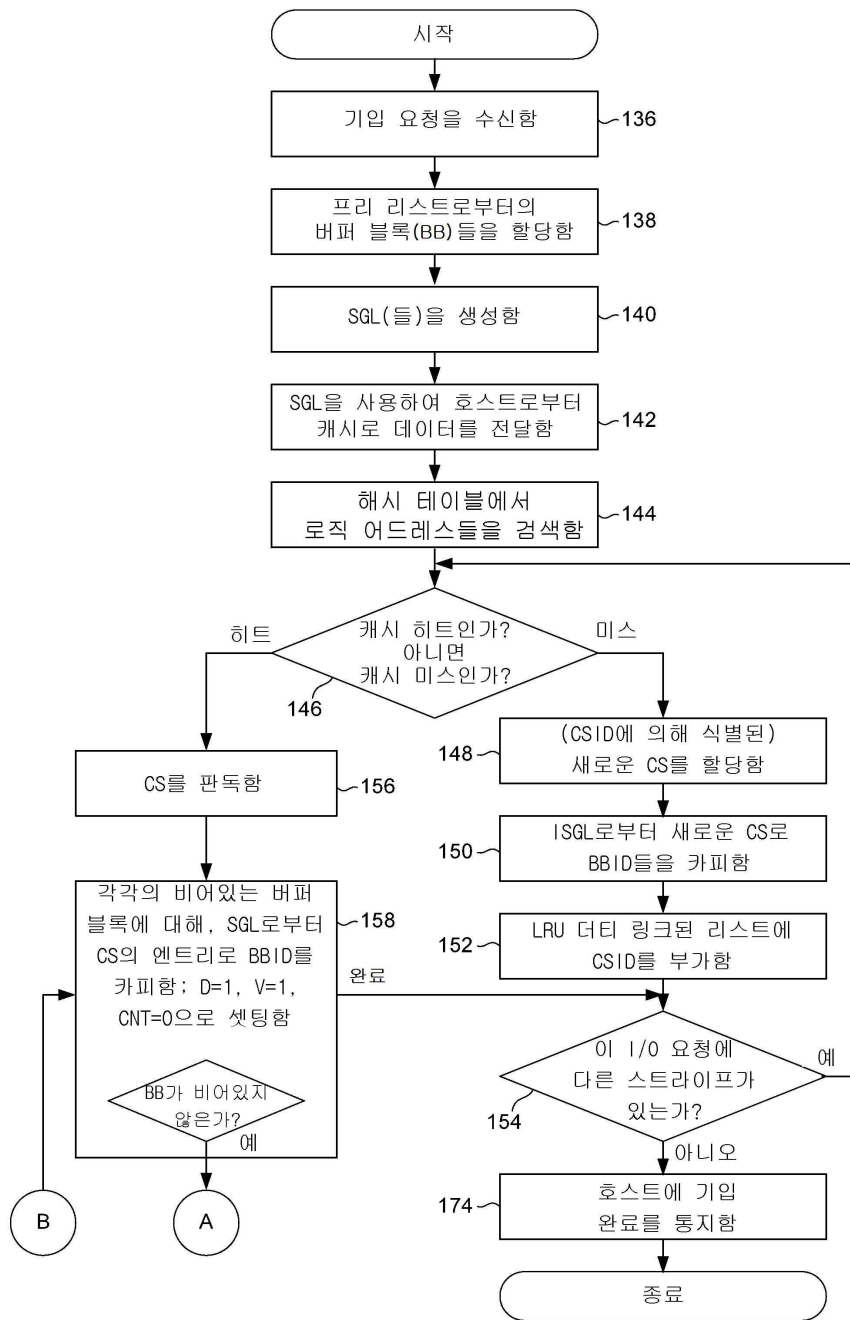 시작
기입 요청을 수신함
136
프리 리스트로부터의
버퍼 블록(BB)들을 할당함
138
SGL(들)을 생성함
140
SGL을 사용하여 호스트로부터
캐시로 데이터를 전달함
142
해시 테이블에서
로직 어드레스들을 검색함
144
히트
캐시 히트인가?
아니면
캐시 미스인가?
미스
146
148
(CSID에 의해 식별된)
새로운 CS를 할당함
CS를 판독함
156
150
ISGL로부터 새로운 CS로
BBID들을 카피함
각각의 비어있는 버퍼
블록에 대해, SGL로부터
CS의 엔트리로 BBID를
카피함; D=1, V=1,
CNT=0으로 셋팅함
158
152
LRU 더티 링크된 리스트에
CSID를 부가함
완료
BB가 비어있지
않은가?
예
이 I/O 요청에
다른 스트라이프가
있는가?
예
154
아니오
B
A
174
호스트에 기입
완료를 통지함
종료